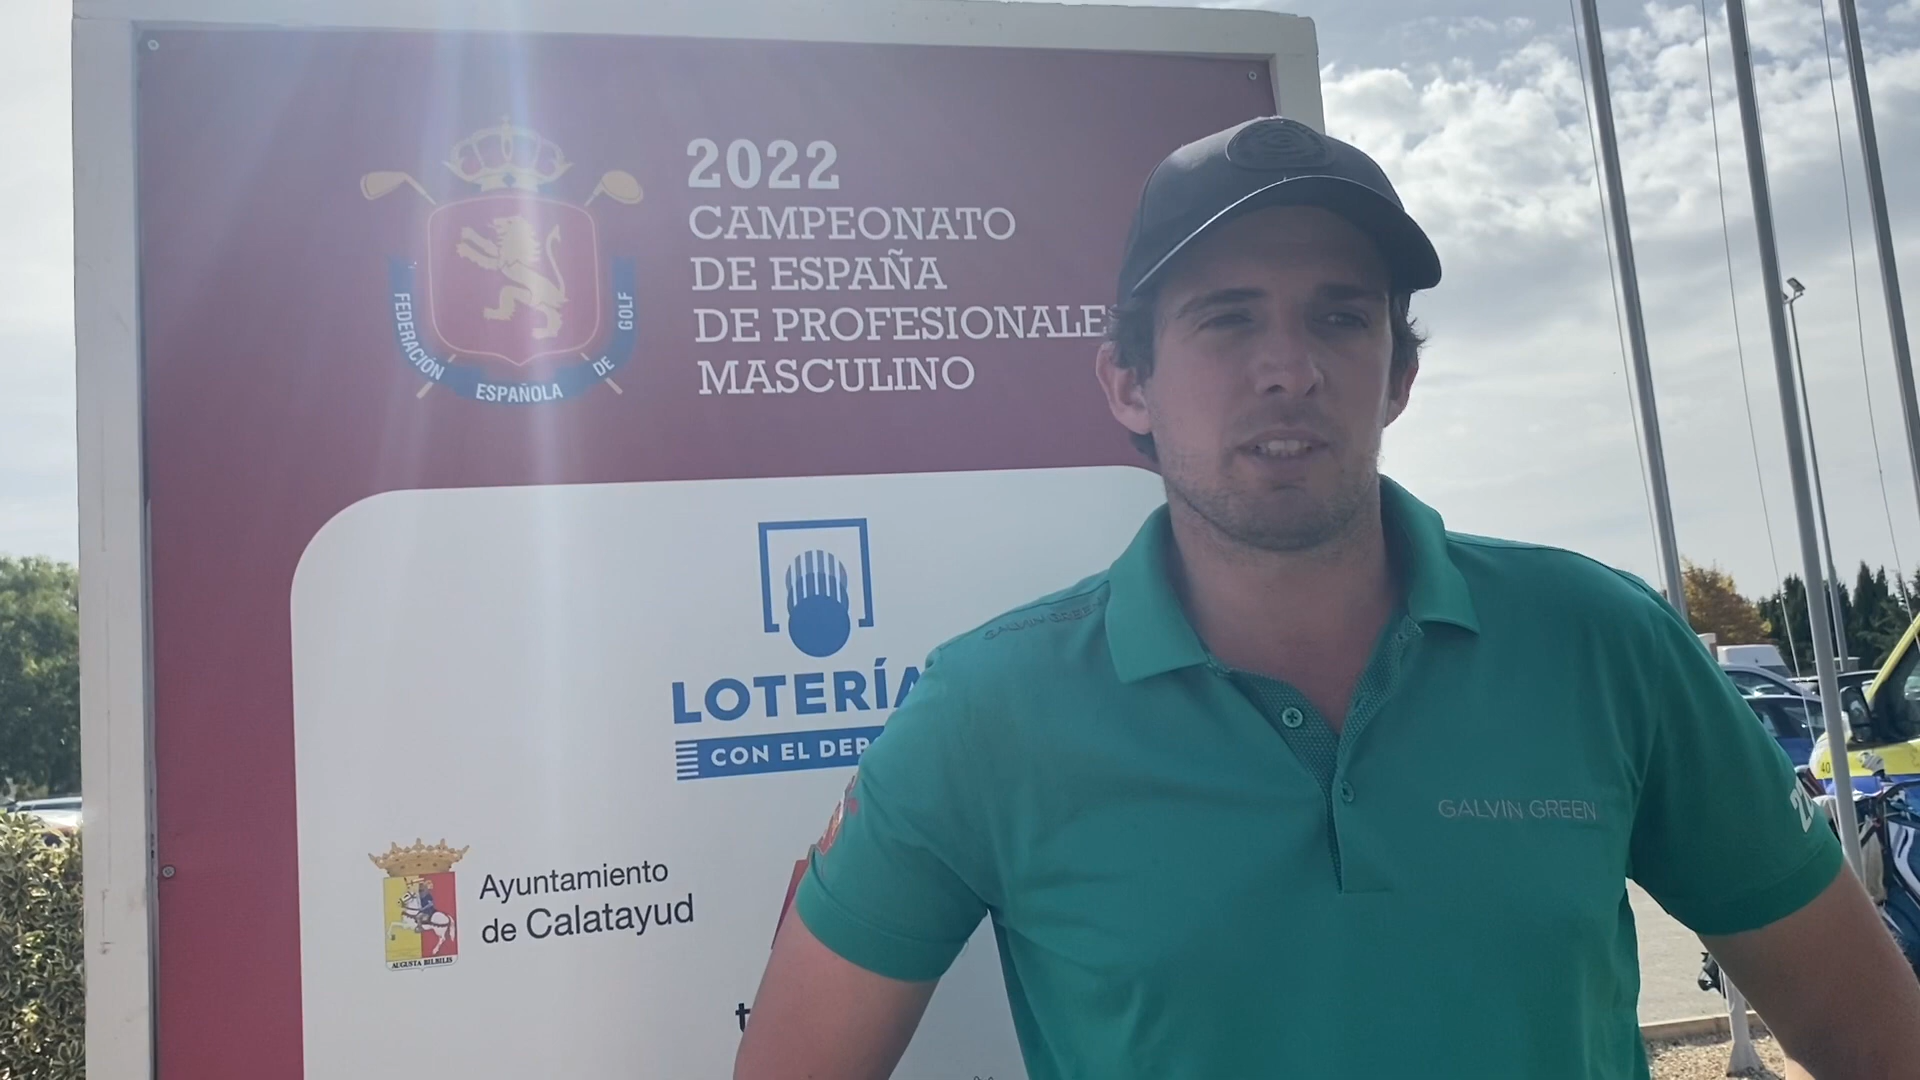 2022
CAMPEONATO
DE ESPAÑA
DE PROFESIONALE
MASCULINO
FEDERACIÓN
ESPAÑOLA
DE
GOLF
LOTERÍA
CON EL DEP
Ayuntamiento
de Calatayud
AUGUSTA BILBILIS
GALVIN GREEN
GALVIN GREEN
40